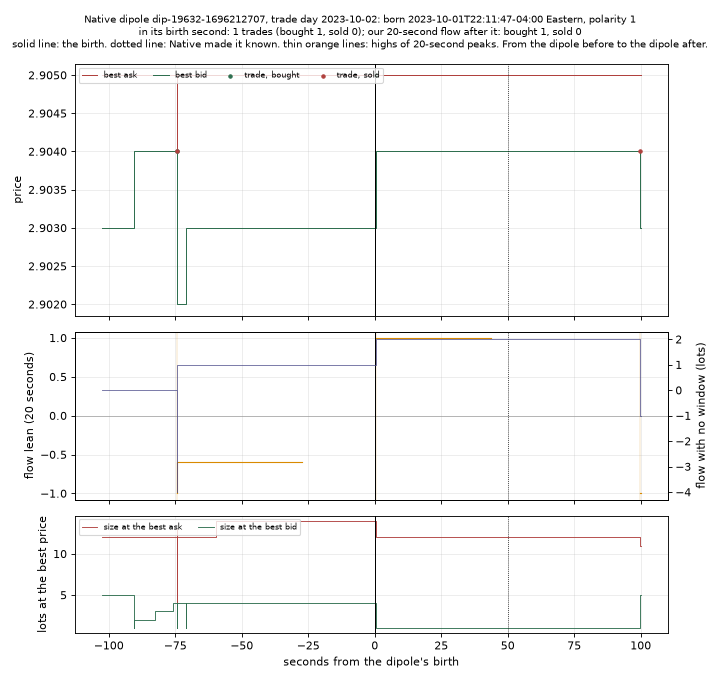 Native dipole dip-19632-1696212707, trade day 2023-10-02: born 2023-10-01T22:11:47-04:00 Eastern, polarity 1
in its birth second: 1 trades (bought 1, sold 0); our 20-second flow after it: bought 1, sold 0
solid line: the birth. dotted line: Native made it known. thin orange lines: highs of 20-second peaks. From the dipole before to the dipole after.
best ask best bid trade, bought trade, sold
2.9050
2.9045
2.9040
2.9035
2.9030
2.9025
2.9020
price
1.0
0.5
0.0
−0.5
−1.0
flow lean (20 seconds)
2
1
0
−1
−2
−3
−4
flow with no window (lots)
size at the best ask size at the best bid
10
5
lots at the best price
−100 −75 −50 −25 0 25 50 75 100
seconds from the dipole's birth